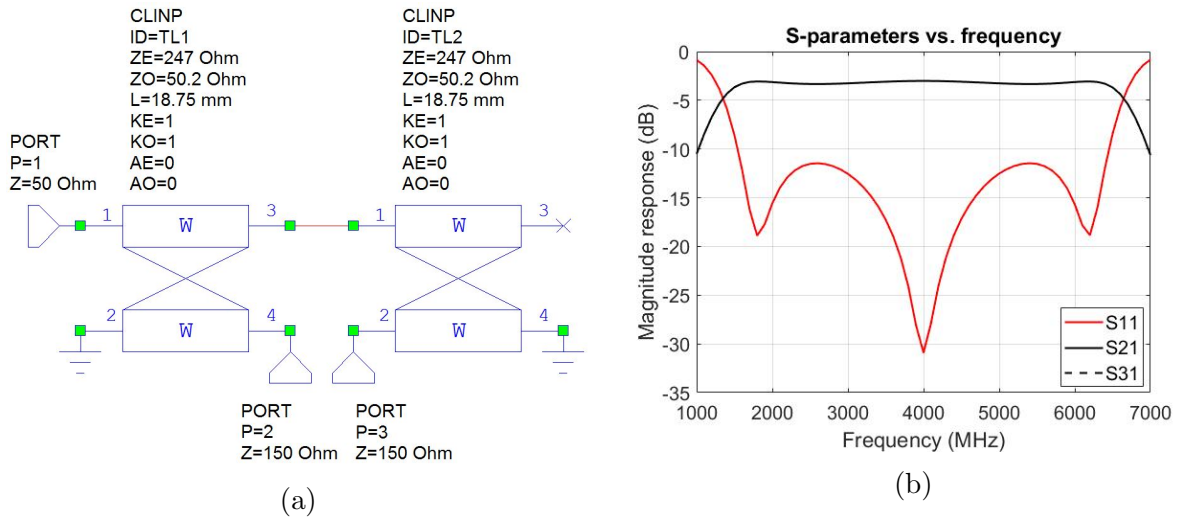 CLINP
ID=TL1
ZE=247 Ohm
ZO=50.2 Ohm
L=18.75 mm
KE=1
KO=1
AE=0
AO=0
CLINP
ID=TL2
ZE=247 Ohm
ZO=50.2 Ohm
L=18.75 mm
KE=1
KO=1
AE=0
AO=0
PORT
P=1
Z=50 Ohm
1 W 3 1 W 3
2 W 4 2 W 4
PORT
P=2
Z=150 Ohm
PORT
P=3
Z=150 Ohm
(a)
S-parameters vs. frequency
Magnitude response (dB)
0
-5
-10
-15
-20
-25
-30
-35
S11
S21
S31
1000 2000 3000 4000 5000 6000 7000
Frequency (MHz)
(b)